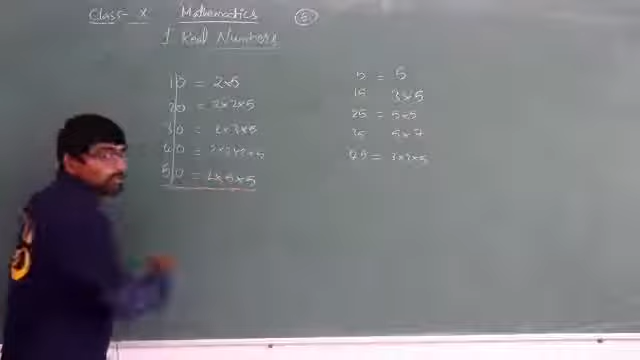 Class- X Mathematics 5
1 Real Numbers
10 = 2×5
20 = 2×2×5
30 = 2×3×5
40 = 2×2×2×5
50 = 2×5×5
5 = 5
15 3×5
25 = 5×5
35 5×7
45 = 3×3×5